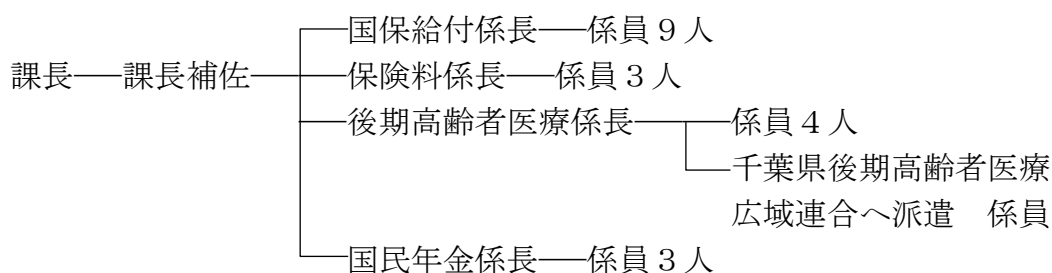 国保給付係長――係員9人
課長――課長補佐――保険料係長――係員3人
後期高齢者医療係長――係員4人
千葉県後期高齢者医療
広域連合へ派遣　係員
国民年金係長――係員3人